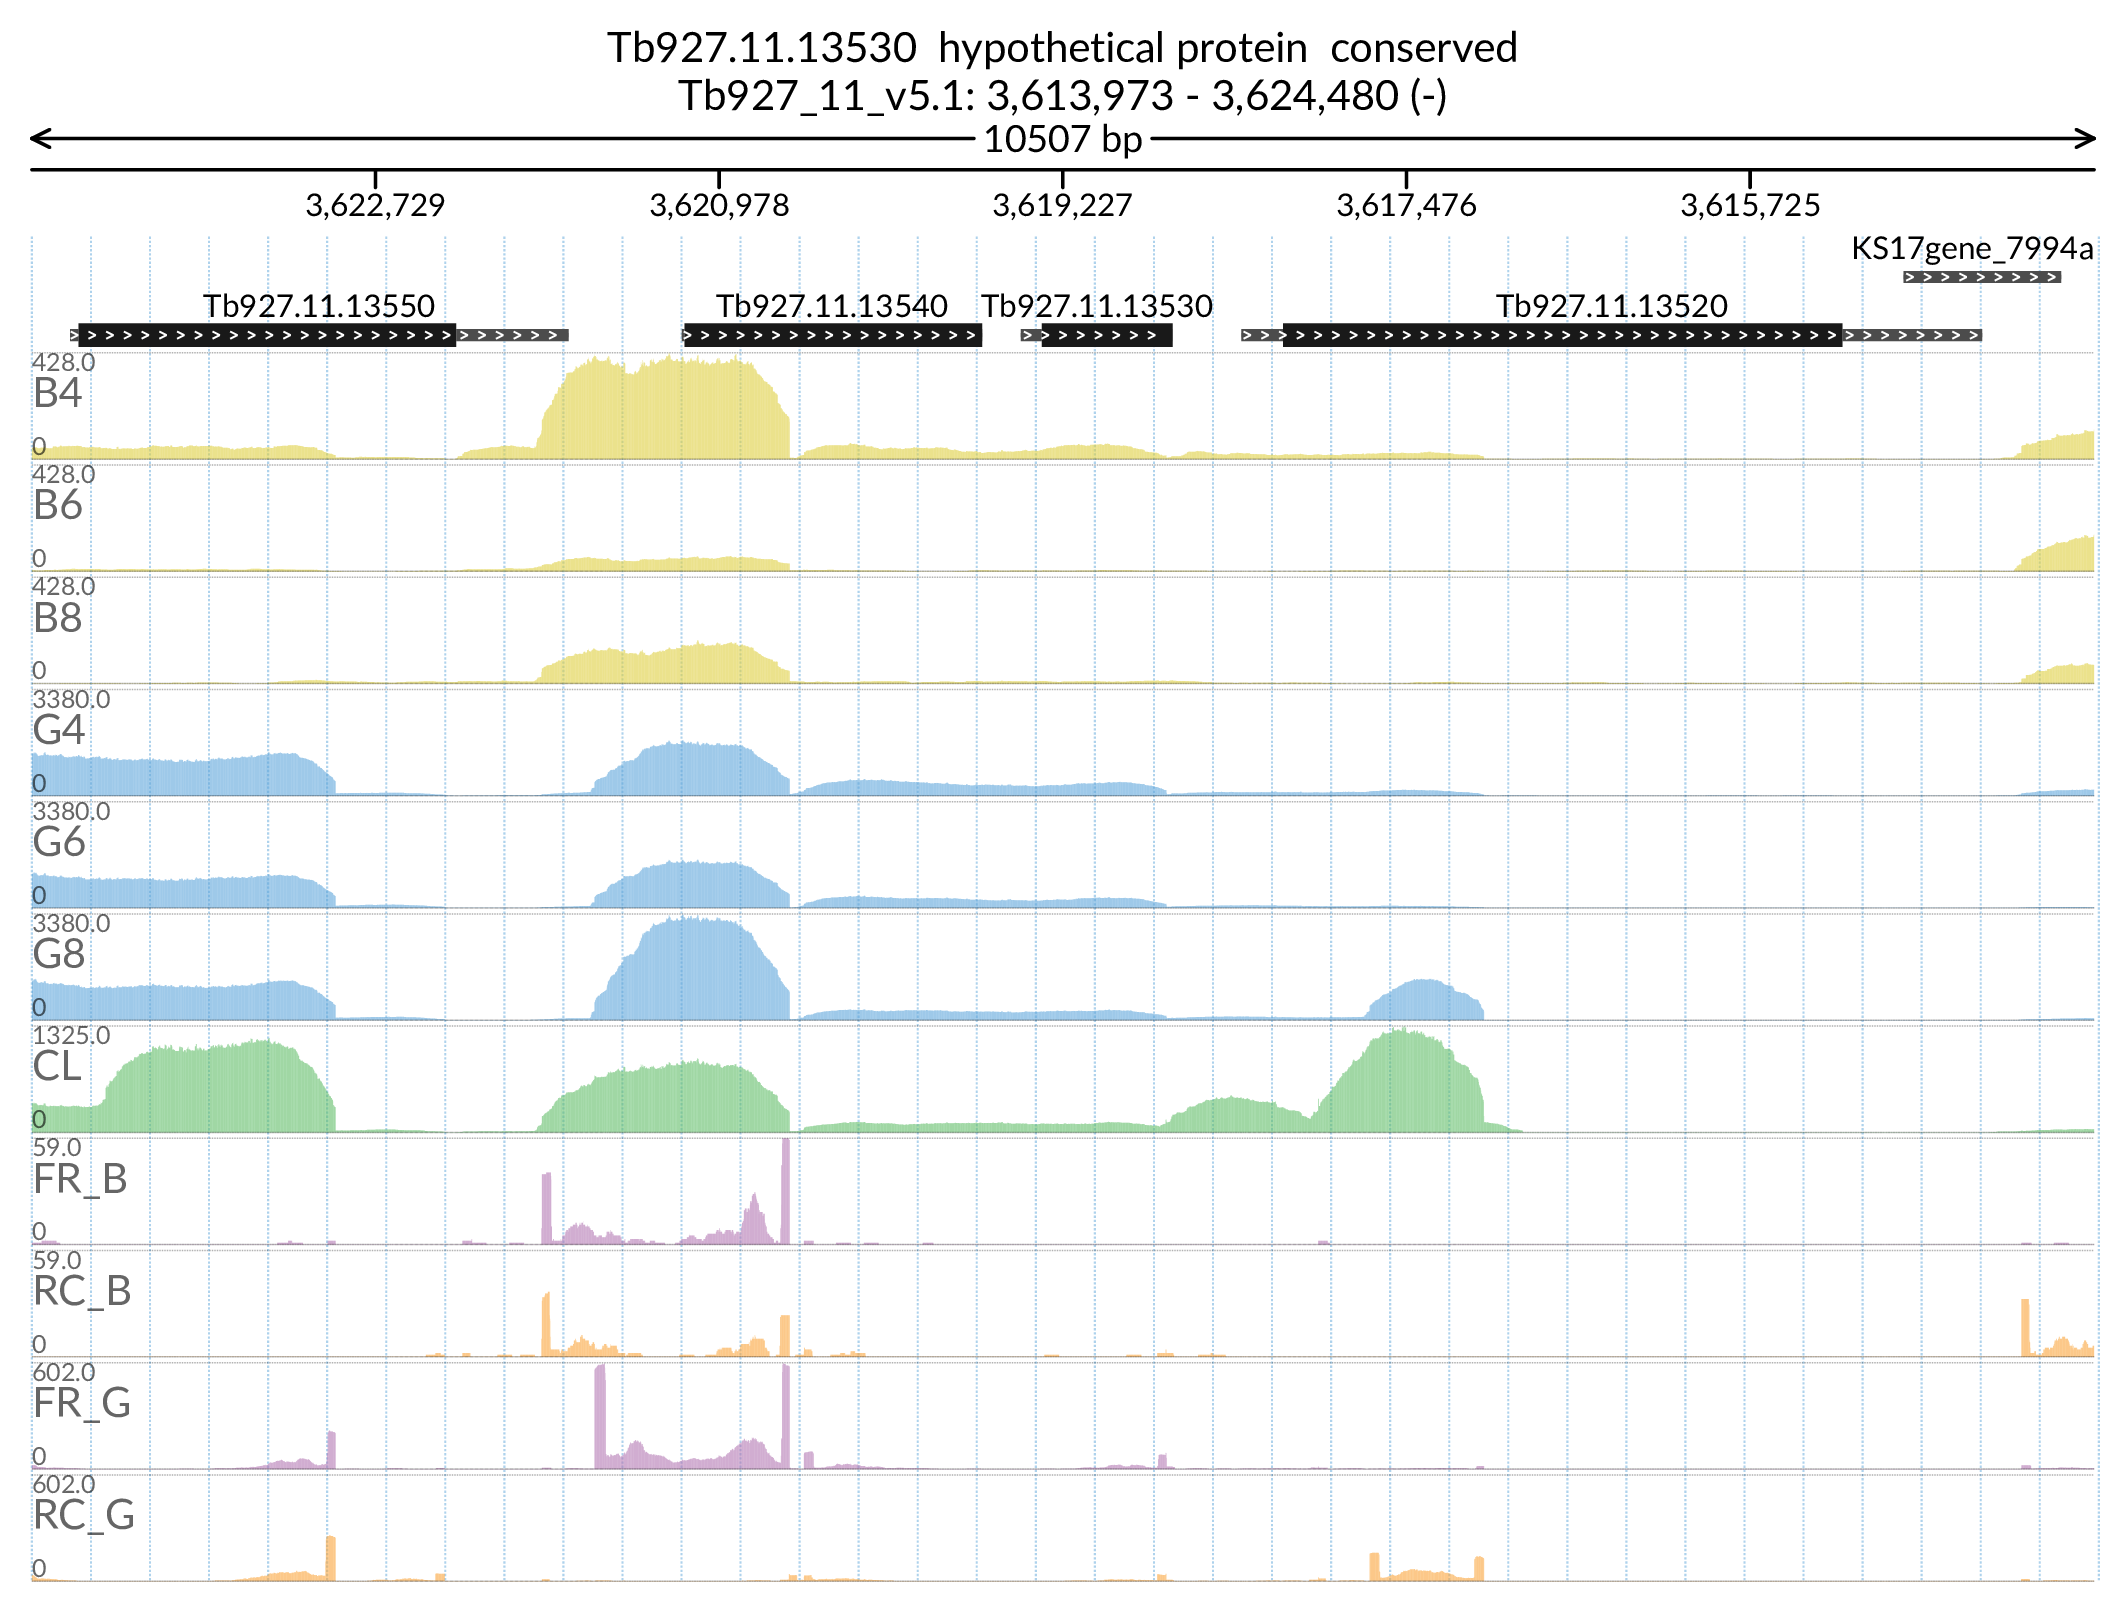 Tb927.11.13530  hypothetical protein  conserved
Tb927_11_v5.1: 3,613,973 - 3,624,480 (-)
10507 bp
3,622,729 3,620,978 3,619,227 3,617,476 3,615,725
KS17gene_7994a
Tb927.11.13550 Tb927.11.13540 Tb927.11.13530 Tb927.11.13520
428.0
B4
0
428.0
B6
0
428.0
B8
0
3380.0
G4
0
3380.0
G6
0
3380.0
G8
0
1325.0
CL
0
59.0
FR_B
0
59.0
RC_B
0
602.0
FR_G
0
602.0
RC_G
0